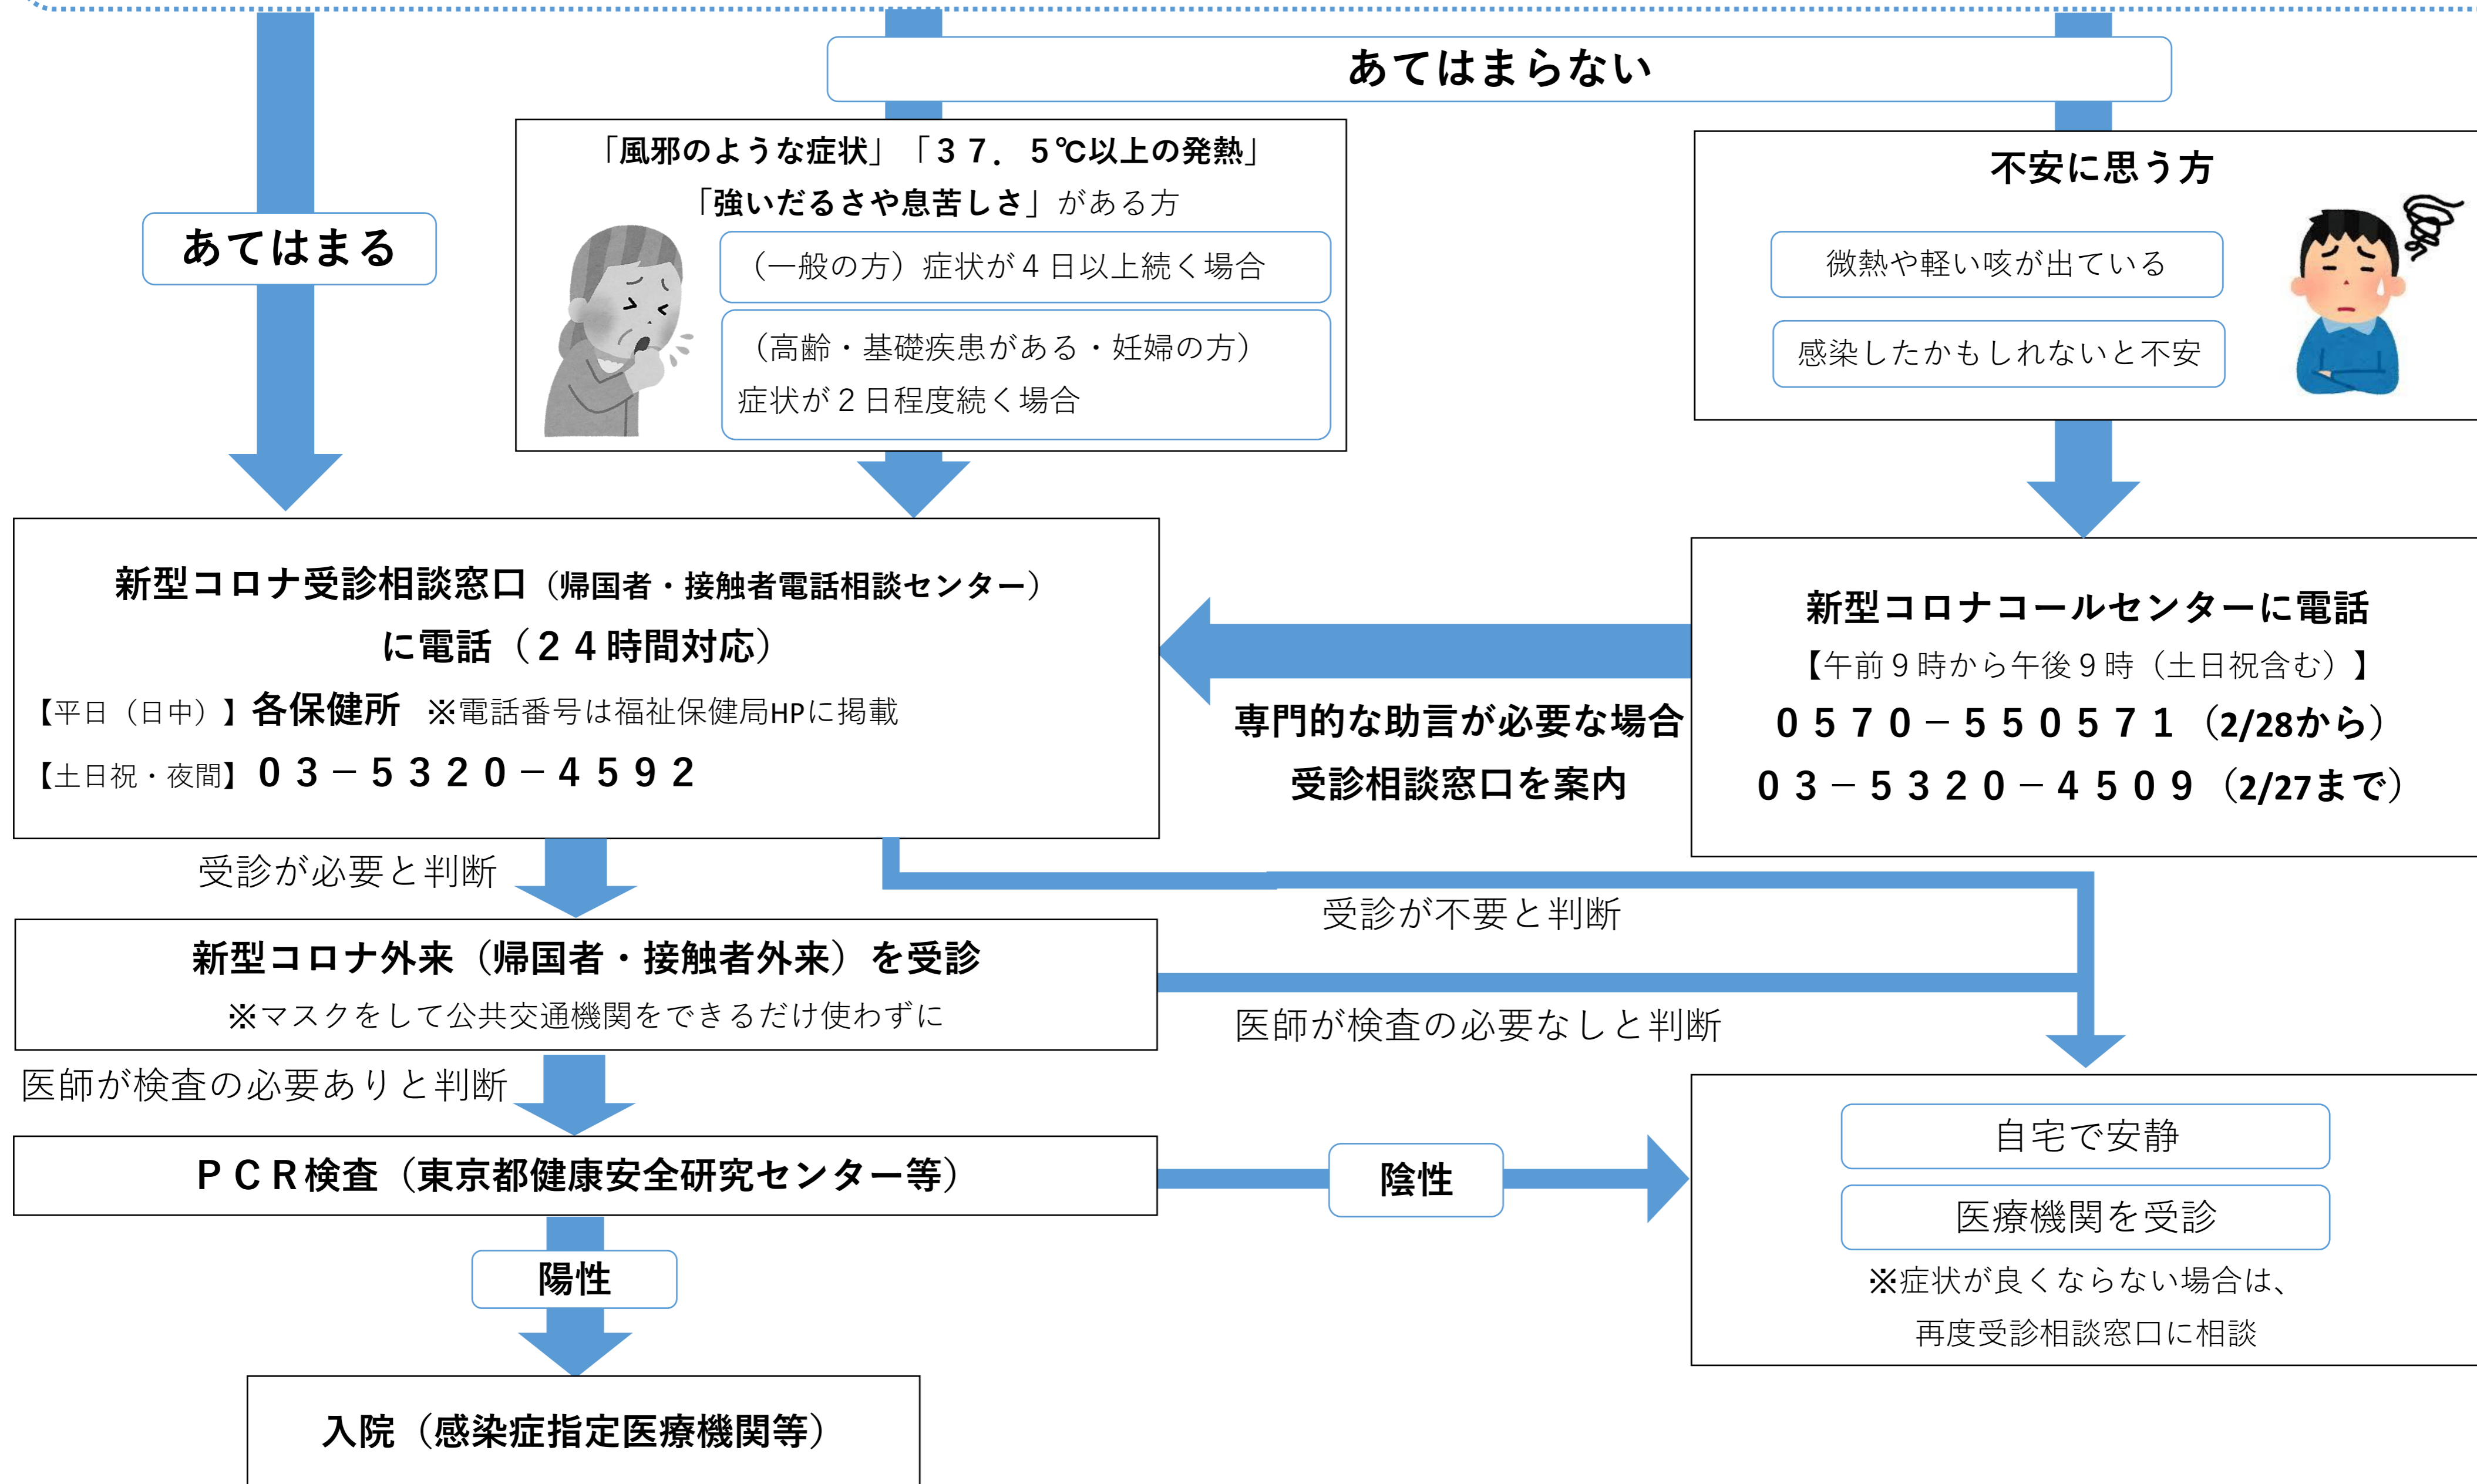 あてはまらない
あてはまる
「風邪のような症状」「３７．５℃以上の発熱」
「強いだるさや息苦しさ」がある方
（一般の方）症状が４日以上続く場合
（高齢・基礎疾患がある・妊婦の方）
症状が２日程度続く場合
不安に思う方
微熱や軽い咳が出ている
感染したかもしれないと不安
新型コロナ受診相談窓口（帰国者・接触者電話相談センター）
に電話（２４時間対応）
【平日（日中）】各保健所　※電話番号は福祉保健局HPに掲載
【土日祝・夜間】０３－５３２０－４５９２
専門的な助言が必要な場合
受診相談窓口を案内
新型コロナコールセンターに電話
【午前９時から午後９時（土日祝含む）】
０５７０－５５０５７１（2/28から）
０３－５３２０－４５０９（2/27まで）
受診が必要と判断
受診が不要と判断
新型コロナ外来（帰国者・接触者外来）を受診
※マスクをして公共交通機関をできるだけ使わずに
医師が検査の必要なしと判断
医師が検査の必要ありと判断
ＰＣＲ検査（東京都健康安全研究センター等）
陰性
自宅で安静
医療機関を受診
※症状が良くならない場合は、
再度受診相談窓口に相談
陽性
入院（感染症指定医療機関等）